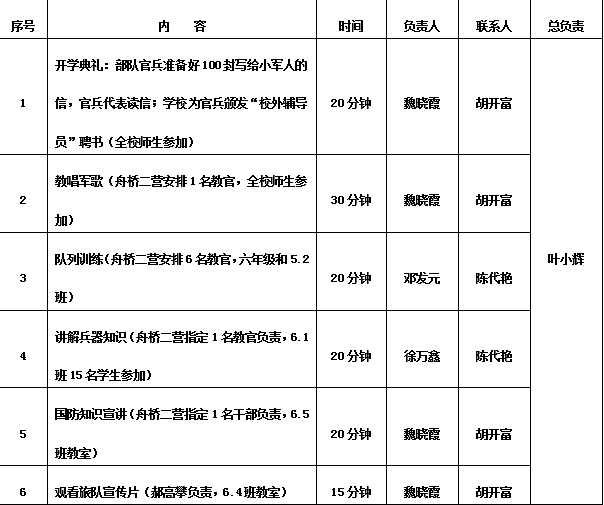 序号 内 容 时间 负责人 联系人 总负责
开学典礼：部队官兵准备好100封写给小军人的
1 信，官兵代表读信；学校为官兵颁发“校外辅导 20分钟 魏晓霞 胡开富
员”聘书（全校师生参加）
教唱军歌（舟桥二营安排1名教官，全校师生参
2 30分钟 魏晓霞 胡开富
加）
队列训练（舟桥二营安排6名教官，六年级和5.2 叶小辉
3 20分钟 邓发元 陈代艳
班）
讲解兵器知识（舟桥二营指定1名教官负责，6.1
4 20分钟 徐万鑫 陈代艳
班15名学生参加）
国防知识宣讲（舟桥二营指定1名干部负责，6.5
5 20分钟 魏晓霞 胡开富
班教室）
6 观看旅队宣传片（郝高攀负责，6.4班教室） 15分钟 魏晓霞 胡开富